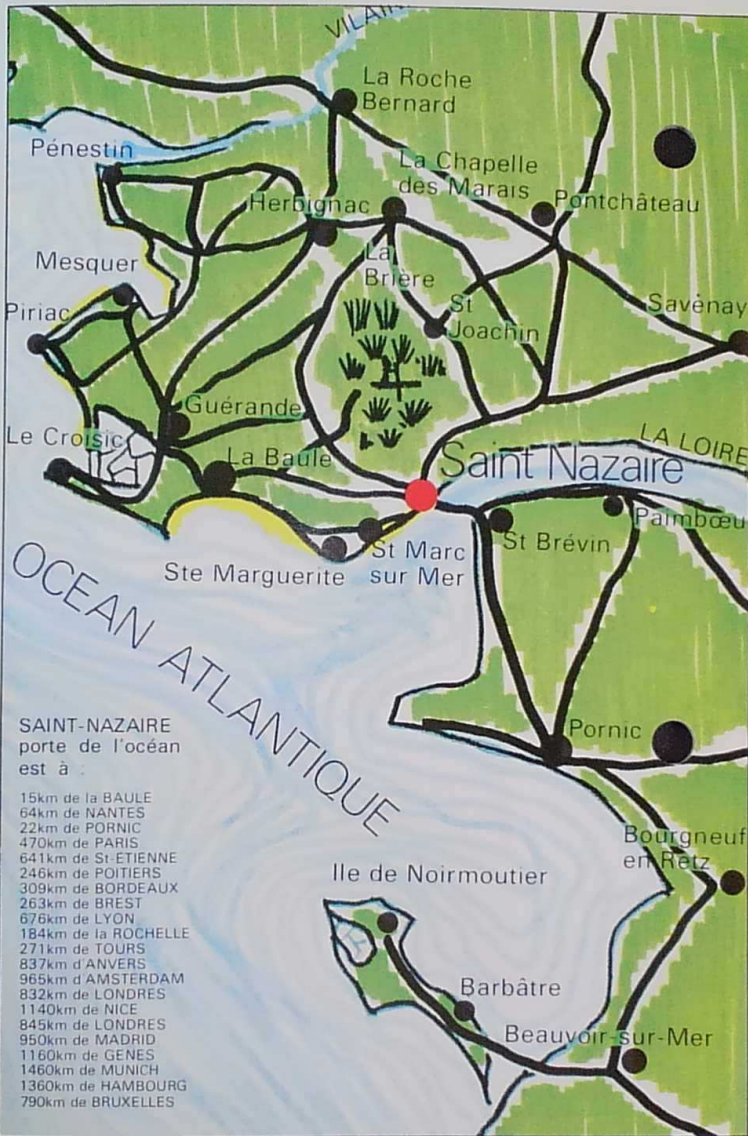 VILAIN
La Roche
Bernard
Pénestin
La Chapelle
des Marais
Pontchâteau
Herbignac
La
Brière
Mesquer
St
Joachin
Savènay
Piriac
Guérande
Le Croisic
La Baule
Saint Nazaire
LA LOIRE
Paimbœu
St Brévin
St Marc
sur Mer
Ste Marguerite
OCEAN ATLANTIQUE
Pornic
SAINT-NAZAIRE
porte de l'océan
est à :
15km de la BAULE
64km de NANTES
22km de PORNIC
470km de PARIS
641km de St-ETIENNE
246km de POITIERS
309km de BORDEAUX
263km de BREST
676km de LYON
184km de la ROCHELLE
271km de TOURS
837km d'ANVERS
965km d'AMSTERDAM
832km de LONDRES
1140km de NICE
845km de LONDRES
950km de MADRID
1160km de GENES
1460km de MUNICH
1360km de HAMBOURG
790km de BRUXELLES
Bourgneuf
en Retz
Ile de Noirmoutier
Barbâtre
Beauvoir-sur-Mer